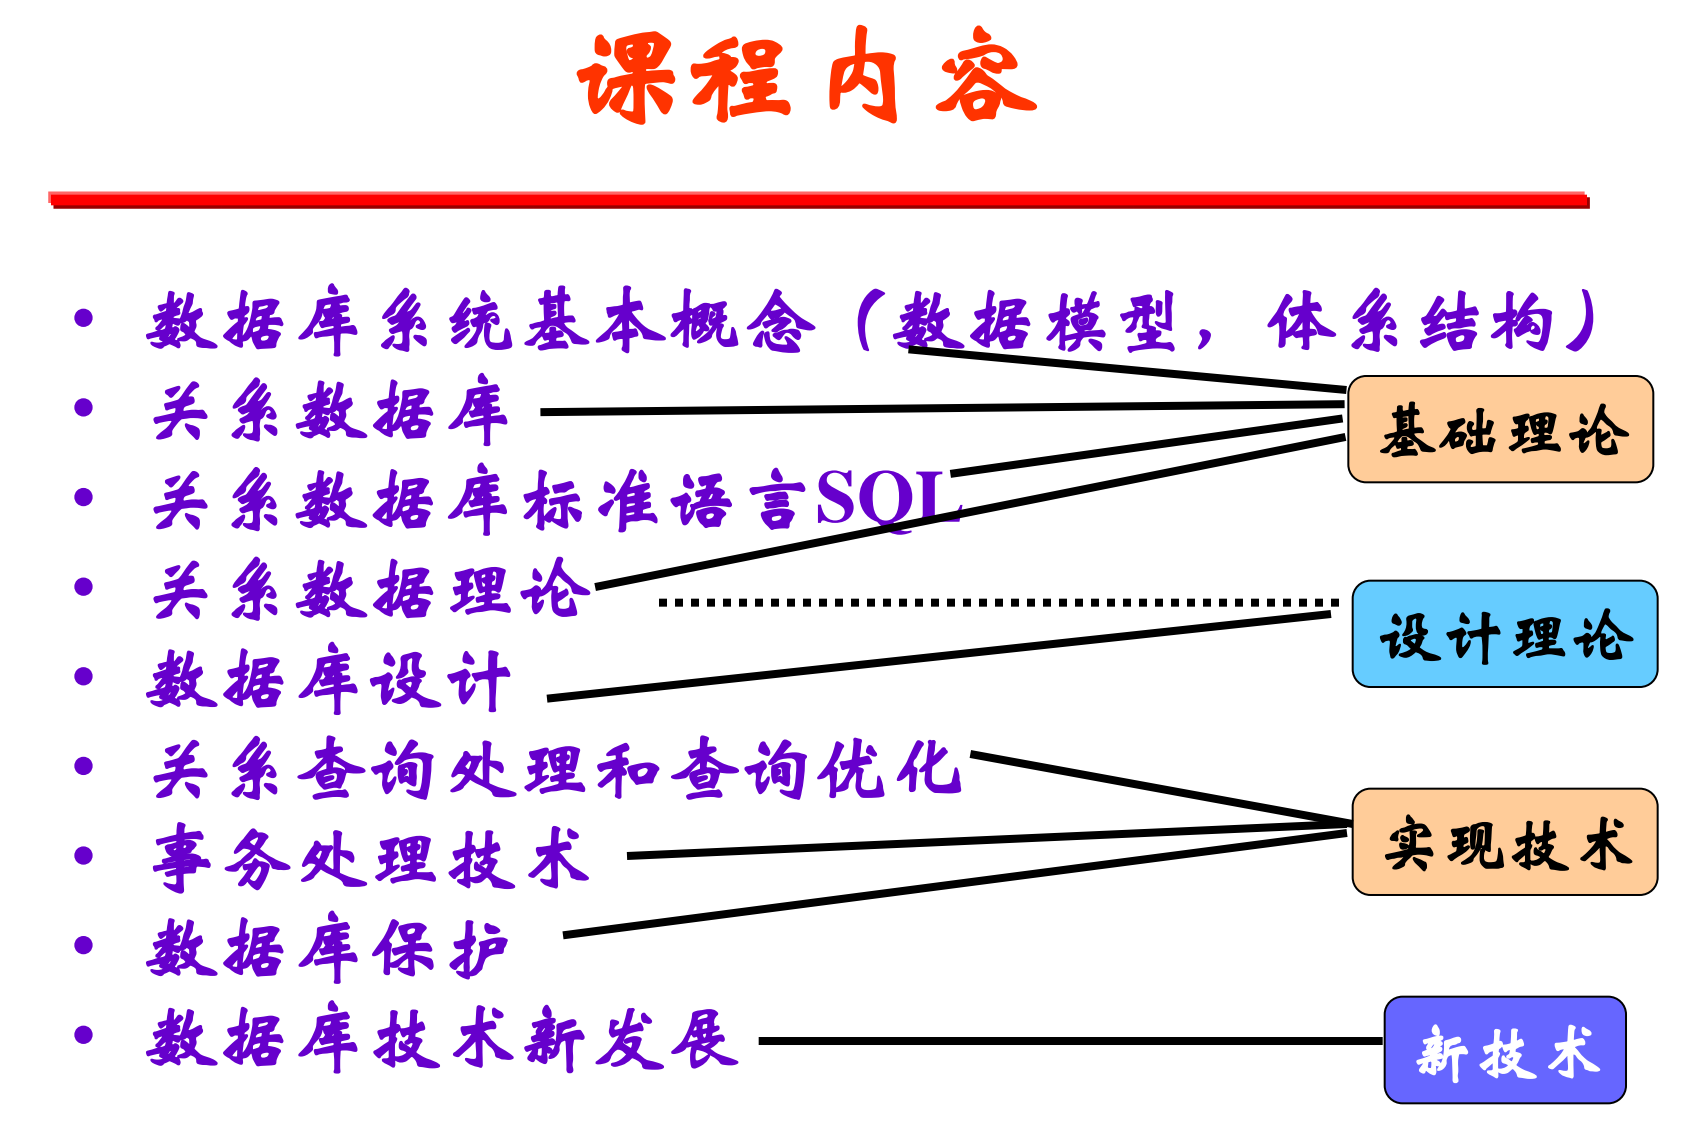 课程内容
• 数据库系统基本概念（数据模型，体系结构）
• 关系数据库
基础理论
• 关系数据库标准语言SQL
• 关系数据理论
设计理论
• 数据库设计
• 关系查询处理和查询优化
实现技术
• 事务处理技术
• 数据库保护
• 数据库技术新发展
新技术